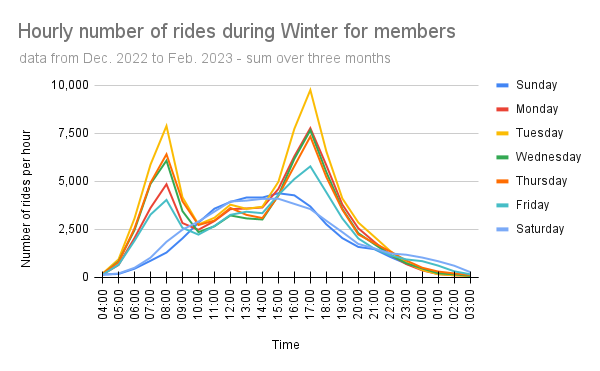 Hourly number of rides during Winter for members
data from Dec. 2022 to Feb. 2023 - sum over three months
Number of rides per hour
10,000
7,500
5,000
2,500
0
04:00 05:00 06:00 07:00 08:00 09:00 10:00 11:00 12:00 13:00 14:00 15:00 16:00 17:00 18:00 19:00 20:00 21:00 22:00 23:00 00:00 01:00 02:00 03:00
Time
Sunday
Monday
Tuesday
Wednesday
Thursday
Friday
Saturday